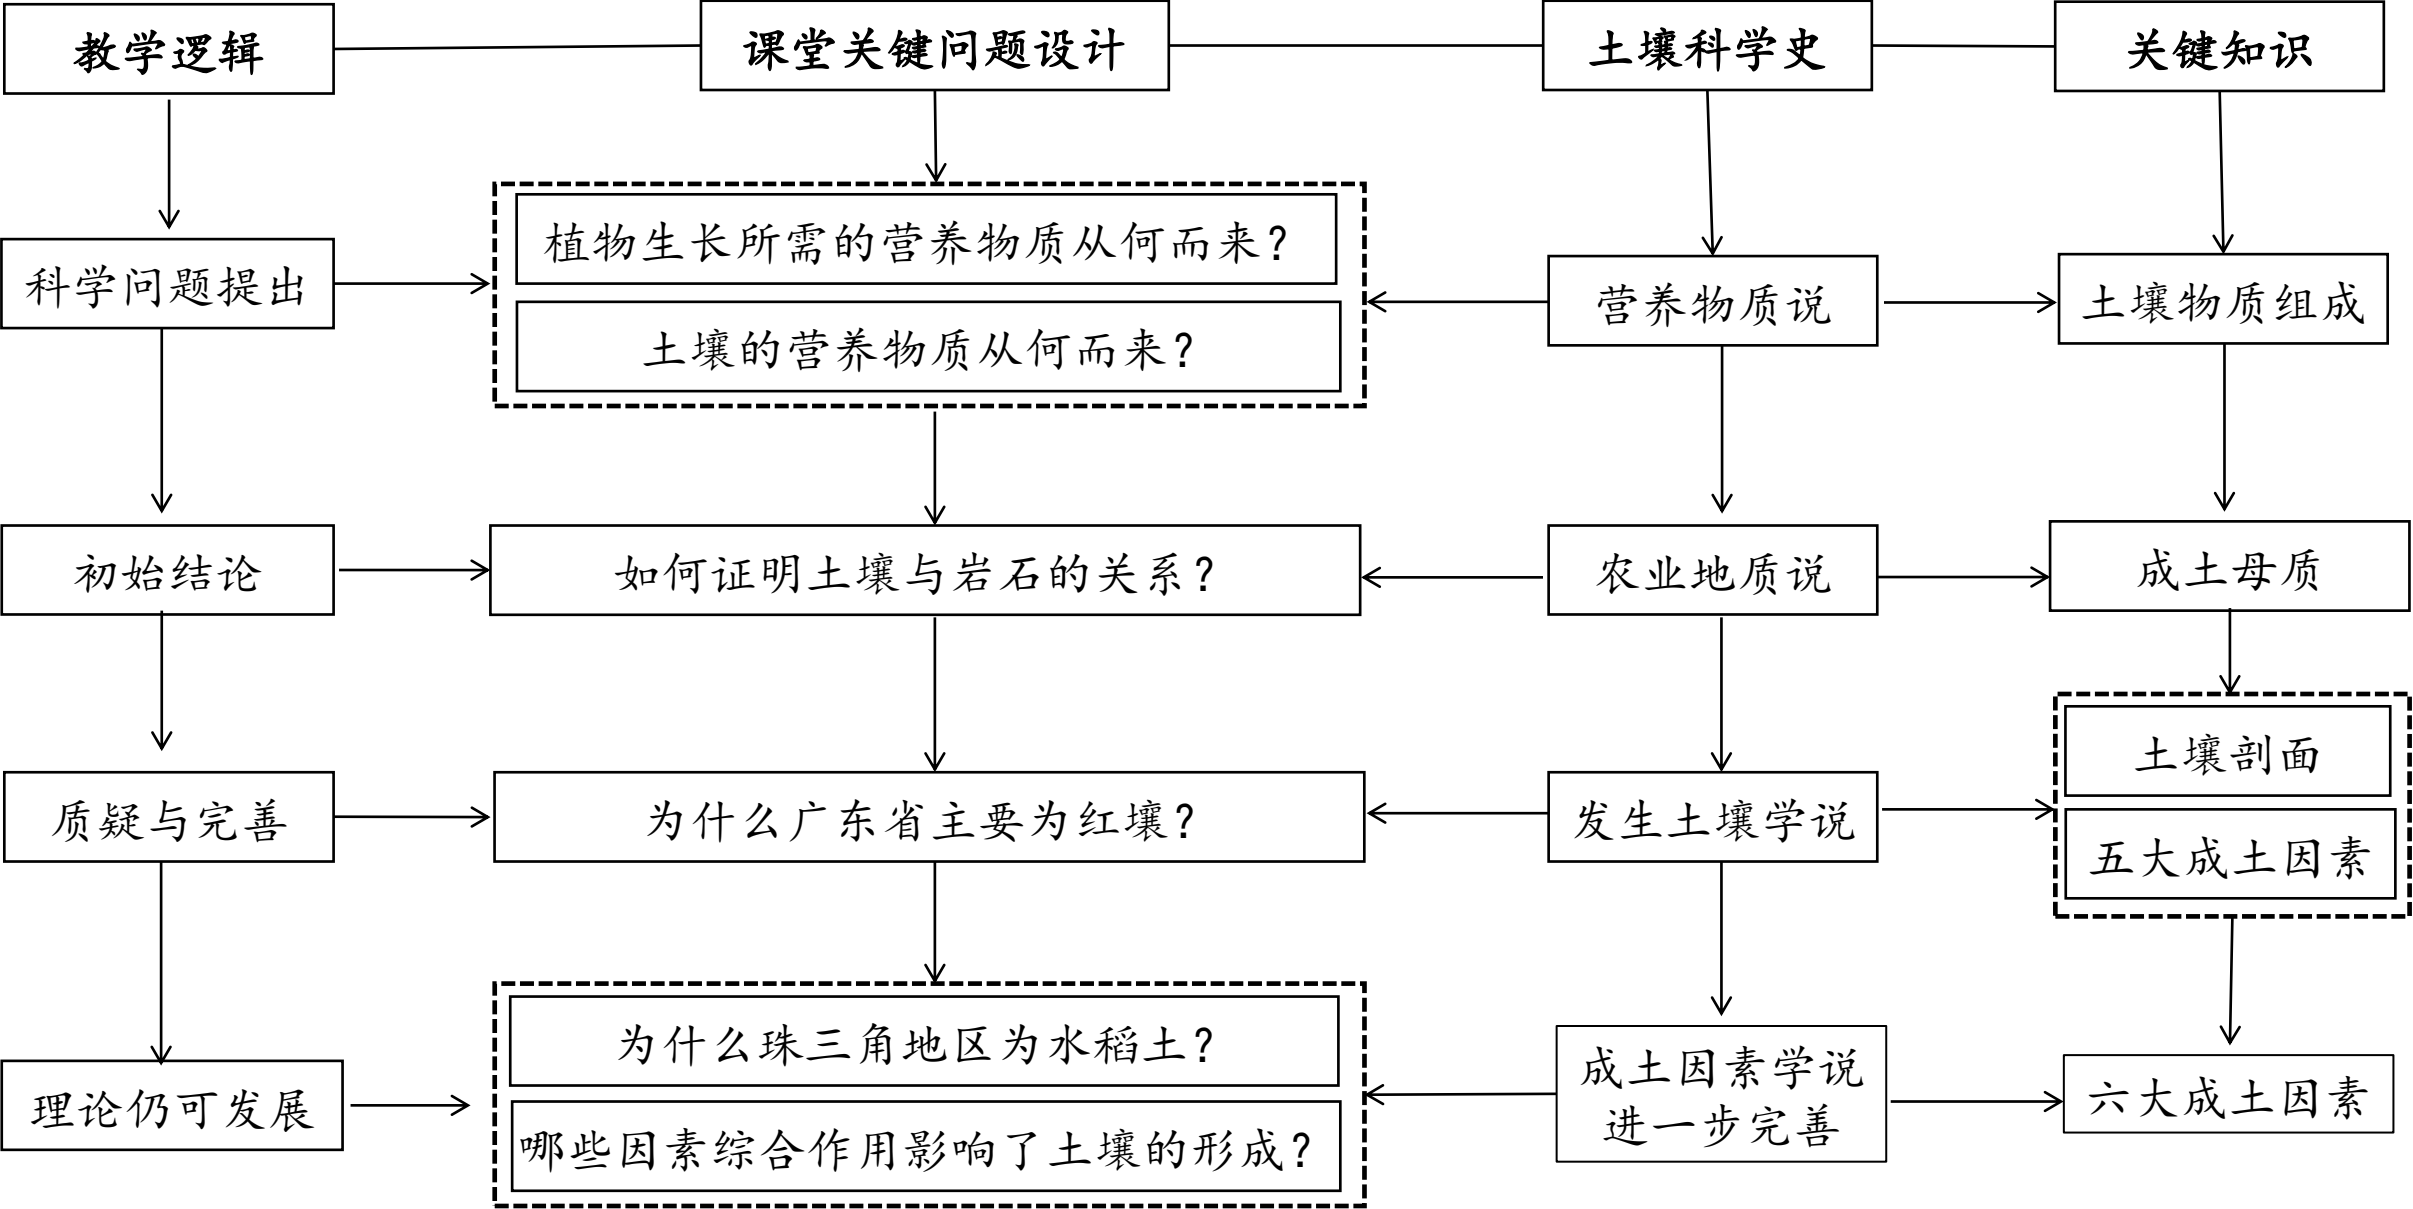 教学逻辑
课堂关键问题设计
土壤科学史
关键知识
科学问题提出
植物生长所需的营养物质从何而来？
土壤的营养物质从何而来？
营养物质说
土壤物质组成
初始结论
如何证明土壤与岩石的关系？
农业地质说
成土母质
质疑与完善
为什么广东省主要为红壤？
发生土壤学说
土壤剖面
五大成土因素
理论仍可发展
为什么珠三角地区为水稻土？
哪些因素综合作用影响了土壤的形成？
成土因素学说
进一步完善
六大成土因素